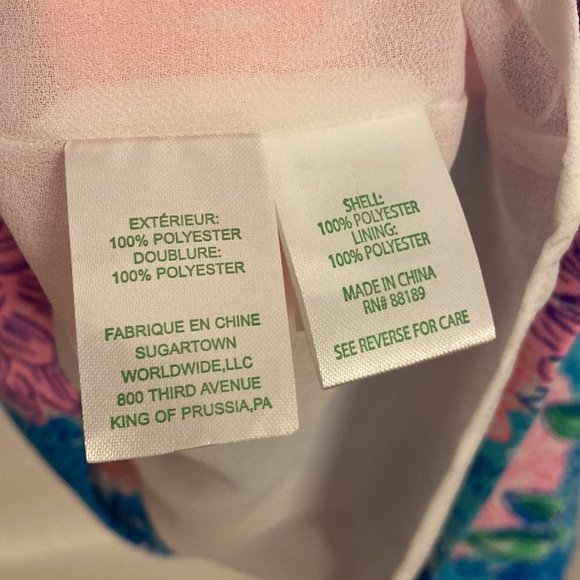 EXTÉRIEUR:
100% POLYESTER
DOUBLURE:
100% POLYESTER
FABRIQUE EN CHINE
SUGARTOWN
WORLDWIDE,LLC
800 THIRD AVENUE
KING OF PRUSSIA,PA
SHELL:
100% POLYESTER
LINING:
100% POLYESTER
MADE IN CHINA
RN# 88189
SEE REVERSE FOR CARE